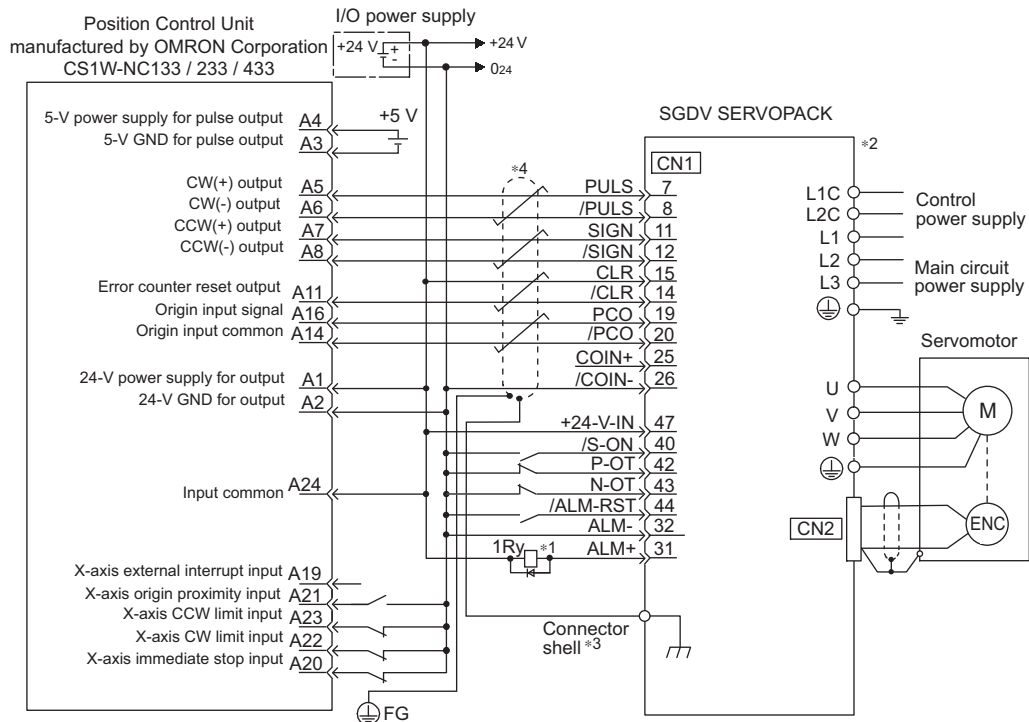 I/O power supply
Position Control Unit
manufactured by OMRON Corporation
CS1W-NC133 / 233 / 433
+24 V
+
-
+24 V
024
5-V power supply for pulse output A4
+5 V
5-V GND for pulse output A3
SGDV SERVOPACK
*2
CN1
*4
CW(+) output A5
PULS 7
CW(-) output A6
/PULS 8
CCW(+) output A7
SIGN 11
CCW(-) output A8
/SIGN 12
CLR 15
Error counter reset output A11
/CLR 14
Origin input signal A16
PCO 19
Origin input common A14
/PCO 20
COIN+ 25
/COIN- 26
24-V power supply for output A1
24-V GND for output A2
+24-V-IN 47
/S-ON 40
P-OT 42
Input common A24
N-OT 43
/ALM-RST 44
ALM- 32
1Ry *1 ALM+ 31
X-axis external interrupt input A19
X-axis origin proximity input A21
X-axis CCW limit input A23
X-axis CW limit input A22
X-axis immediate stop input A20
Connector
shell *3
FG
L1C
L2C
Control
power supply
L1
L2
L3
Main circuit
power supply
Servomotor
U
V
W
M
CN2
ENC